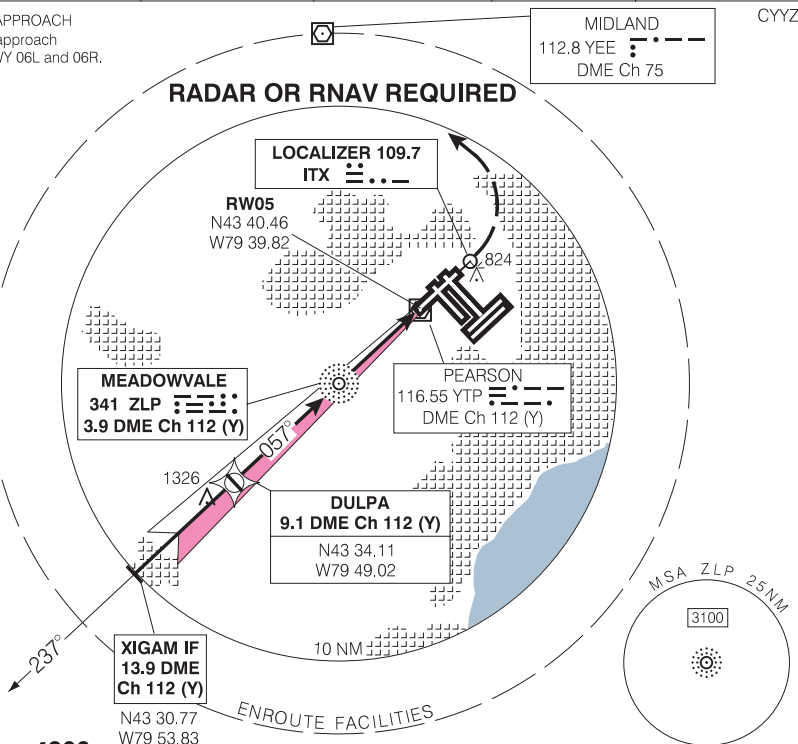 APPROACH
approach
WY 06L and 06R.
MIDLAND
112.8 YEE
DME Ch 75
CYYZ
RADAR OR RNAV REQUIRED
LOCALIZER 109.7
ITX
RW05
N43 40.46
W79 39.82
824
MEADOWVALE
341 ZLP
3.9 DME Ch 112 (Y)
PEARSON
116.55 YTP
DME Ch 112 (Y)
057°
1326
DULPA
9.1 DME Ch 112 (Y)
N43 34.11
W79 49.02
237°
XIGAM IF
13.9 DME
Ch 112 (Y)
N43 30.77
W79 53.83
10 NM
ENROUTE FACILITIES
MSA ZLP 25NM
3100